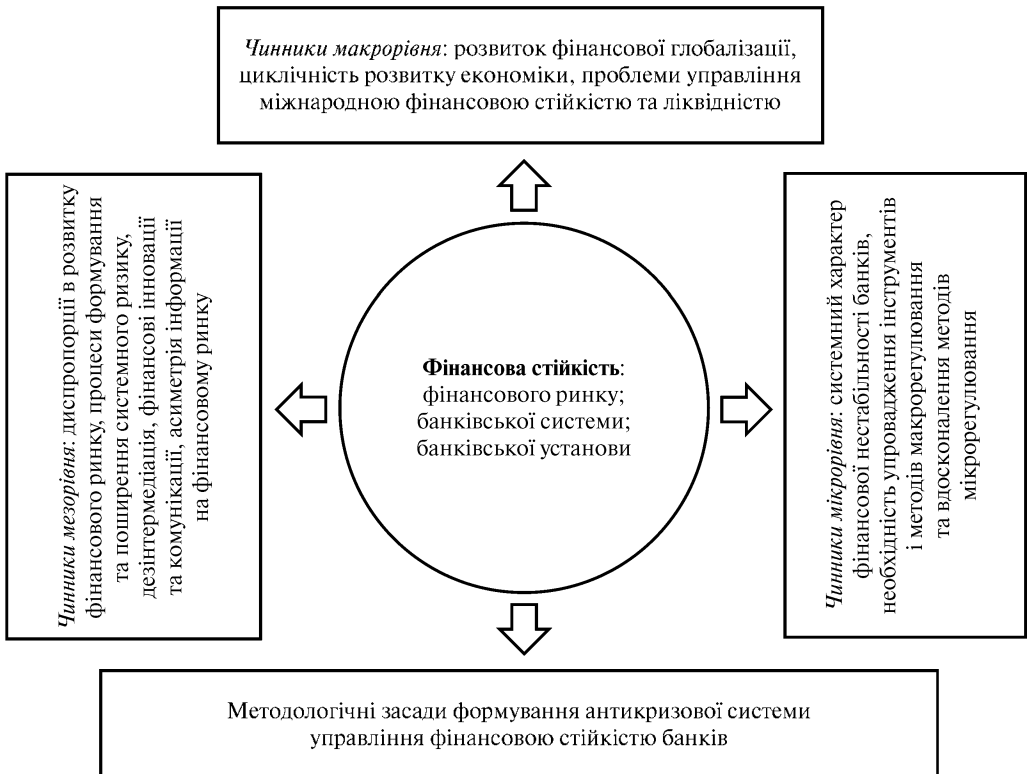 Чинники макрорівня: розвиток фінансової глобалізації,
циклічність розвитку економіки, проблеми управління
міжнародною фінансовою стійкістю та ліквідністю
Чинники мезорівня: диспропорції в розвитку
фінансового ринку, процеси формування
та поширення системного ризику,
дезінтермедіація, фінансові інновації
та комунікації, асиметрія інформації
на фінансовому ринку
Фінансова стійкість:
фінансового ринку;
банківської системи;
банківської установи
Чинники мікрорівня: системний характер
фінансової нестабільності банків,
необхідність упровадження інструментів
і методів макрорегулювання
та вдосконалення методів
мікрорегулювання
Методологічні засади формування антикризової системи
управління фінансовою стійкістю банків